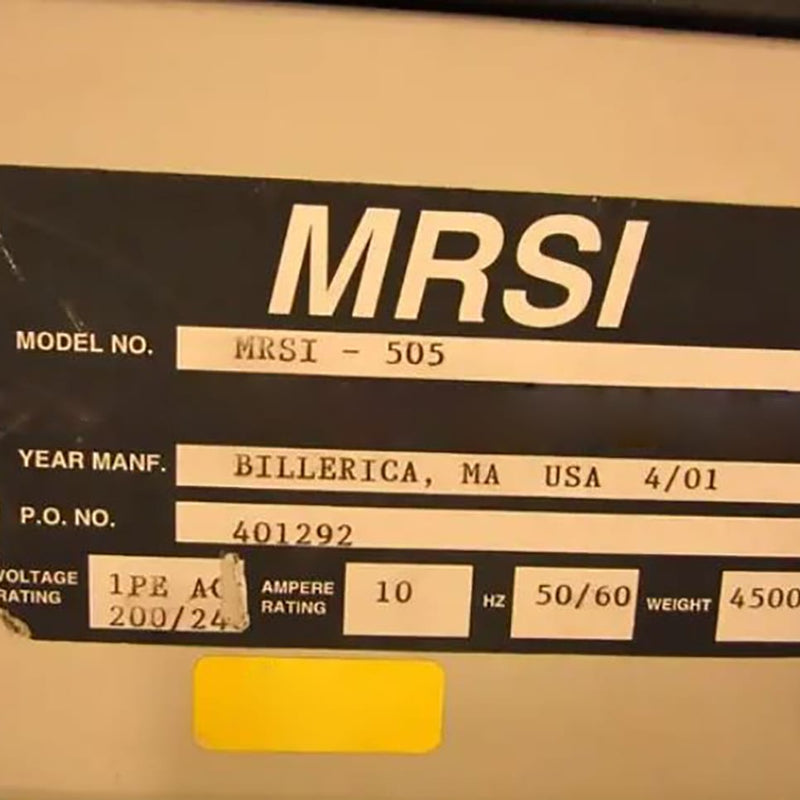 MRSI
MODEL NO. MRSI - 505
YEAR MANF. BILLERICA, MA USA 4/01
P.O. NO. 401292
VOLTAGE RATING 1PE AC 200/24
AMPERE RATING 10
HZ 50/60
WEIGHT 4500